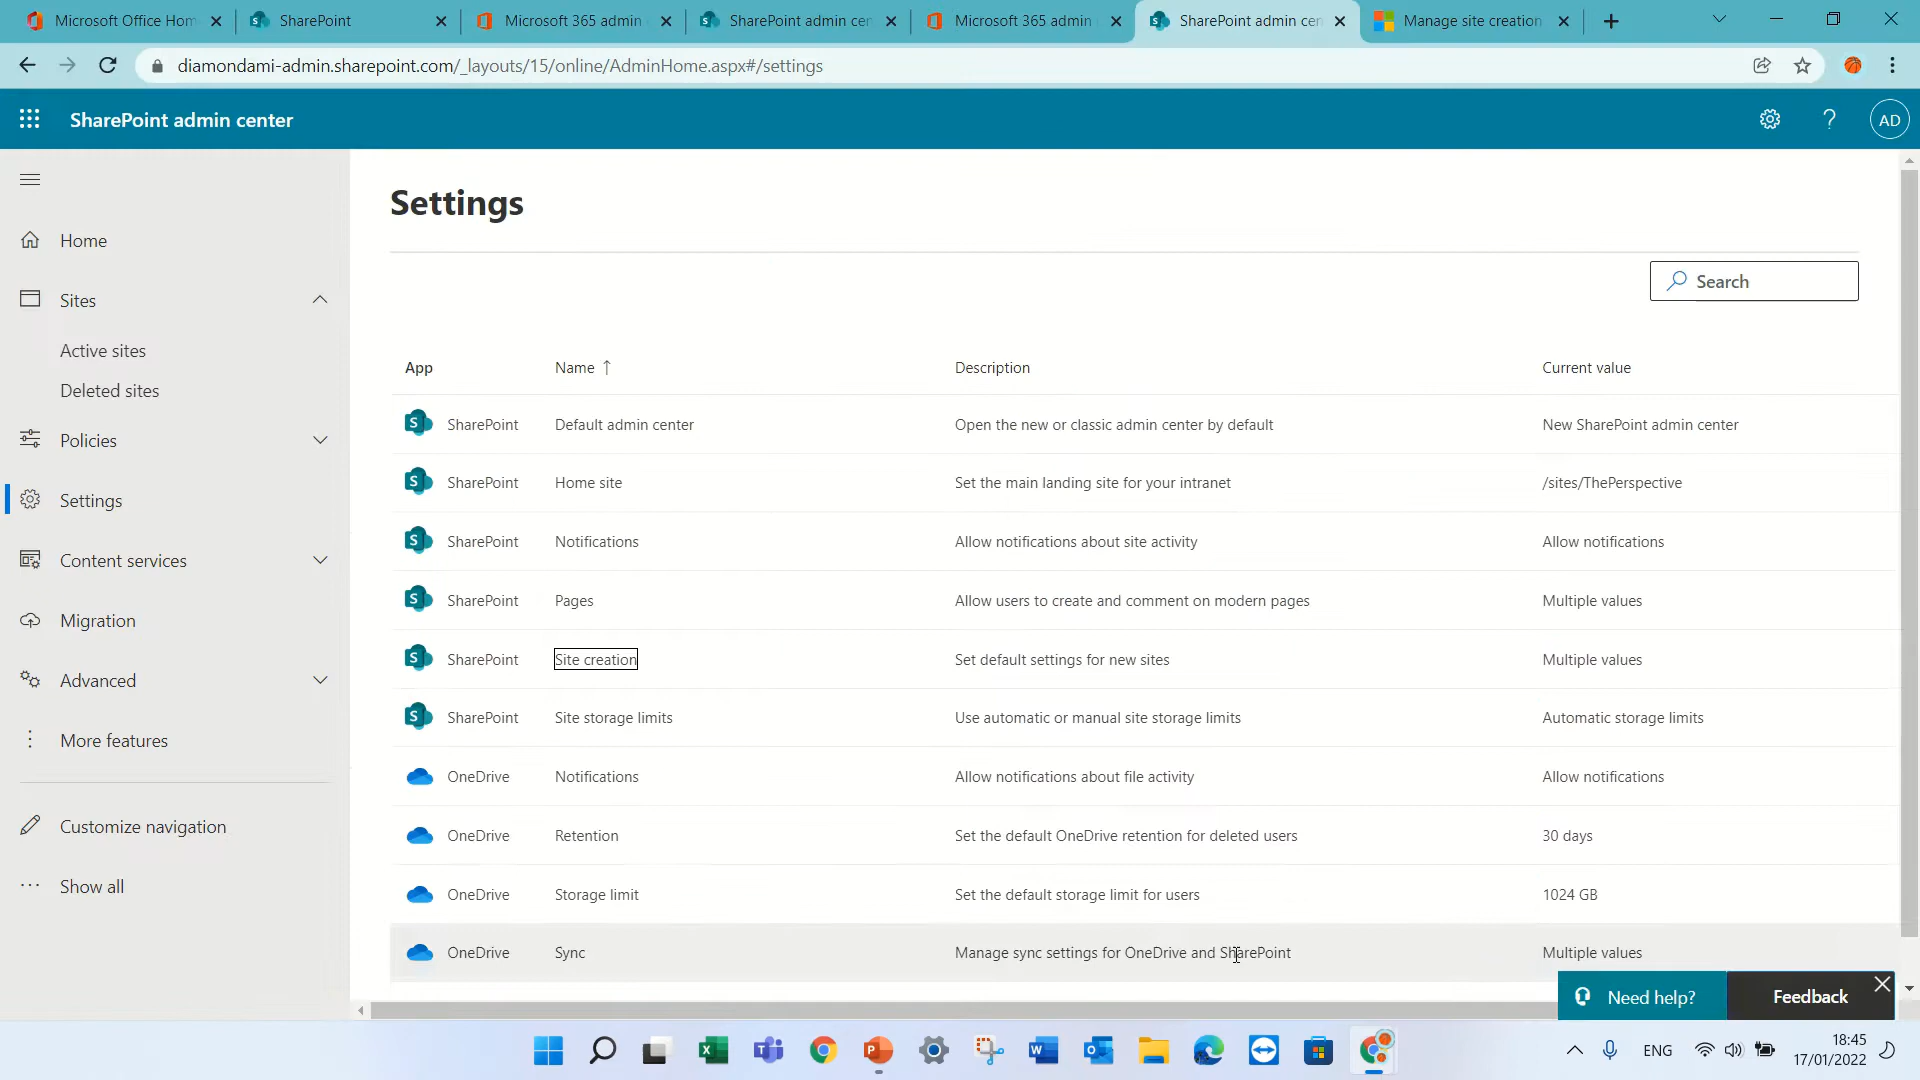 Microsoft Office Hom
SharePoint
Microsoft 365 admin
SharePoint admin cen
Microsoft 365 admin
SharePoint admin cen
Manage site creation
diamondami-admin.sharepoint.com/_layouts/15/online/AdminHome.aspx#/settings
SharePoint admin center
AD
Home
Sites
Active sites
Deleted sites
Policies
Settings
Content services
Migration
Advanced
More features
Customize navigation
Show all
Settings
Search
App Name ↑ Description Current value
SharePoint Default admin center Open the new or classic admin center by default New SharePoint admin center
SharePoint Home site Set the main landing site for your intranet /sites/ThePerspective
SharePoint Notifications Allow notifications about site activity Allow notifications
SharePoint Pages Allow users to create and comment on modern pages Multiple values
SharePoint Site creation Set default settings for new sites Multiple values
SharePoint Site storage limits Use automatic or manual site storage limits Automatic storage limits
OneDrive Notifications Allow notifications about file activity Allow notifications
OneDrive Retention Set the default OneDrive retention for deleted users 30 days
OneDrive Storage limit Set the default storage limit for users 1024 GB
OneDrive Sync Manage sync settings for OneDrive and SharePoint Multiple values
Need help?
Feedback
ENG
18:45
17/01/2022